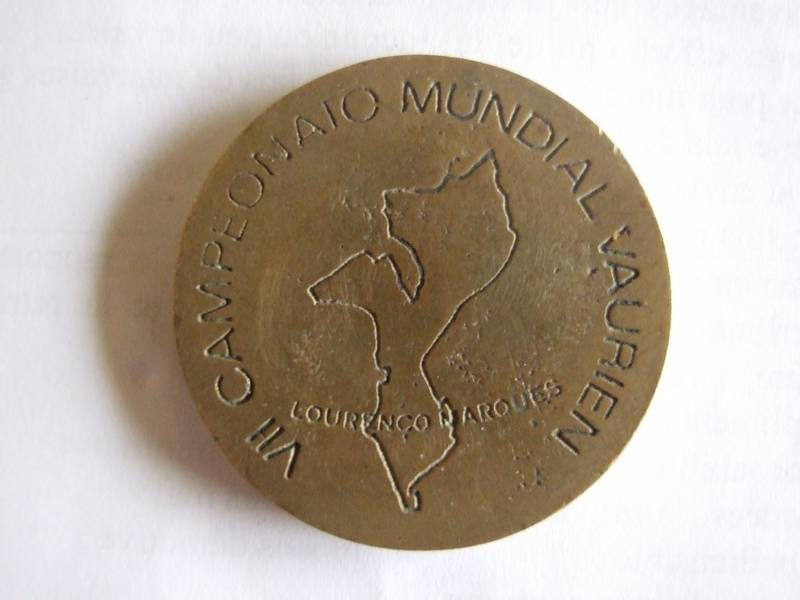 VII CAMPEONATO MUNDIAL VAURIEN
LOURENÇO MARQUES